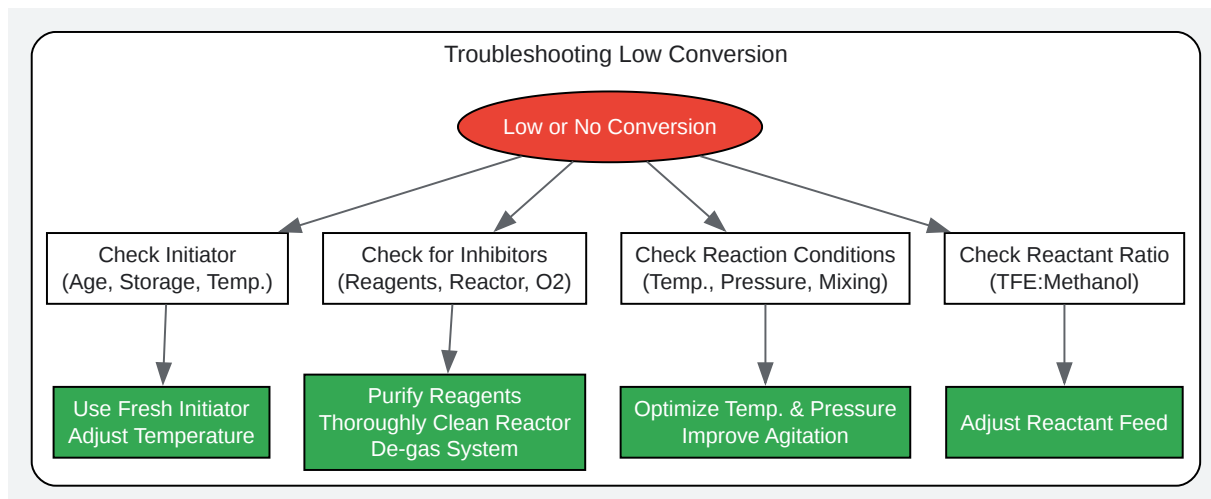 Troubleshooting Low Conversion
Low or No Conversion
Check Initiator
(Age, Storage, Temp.)
Check for Inhibitors
(Reagents, Reactor, O2)
Check Reaction Conditions
(Temp., Pressure, Mixing)
Check Reactant Ratio
(TFE:Methanol)
Use Fresh Initiator
Adjust Temperature
Purify Reagents
Thoroughly Clean Reactor
De-gas System
Optimize Temp. & Pressure
Improve Agitation
Adjust Reactant Feed